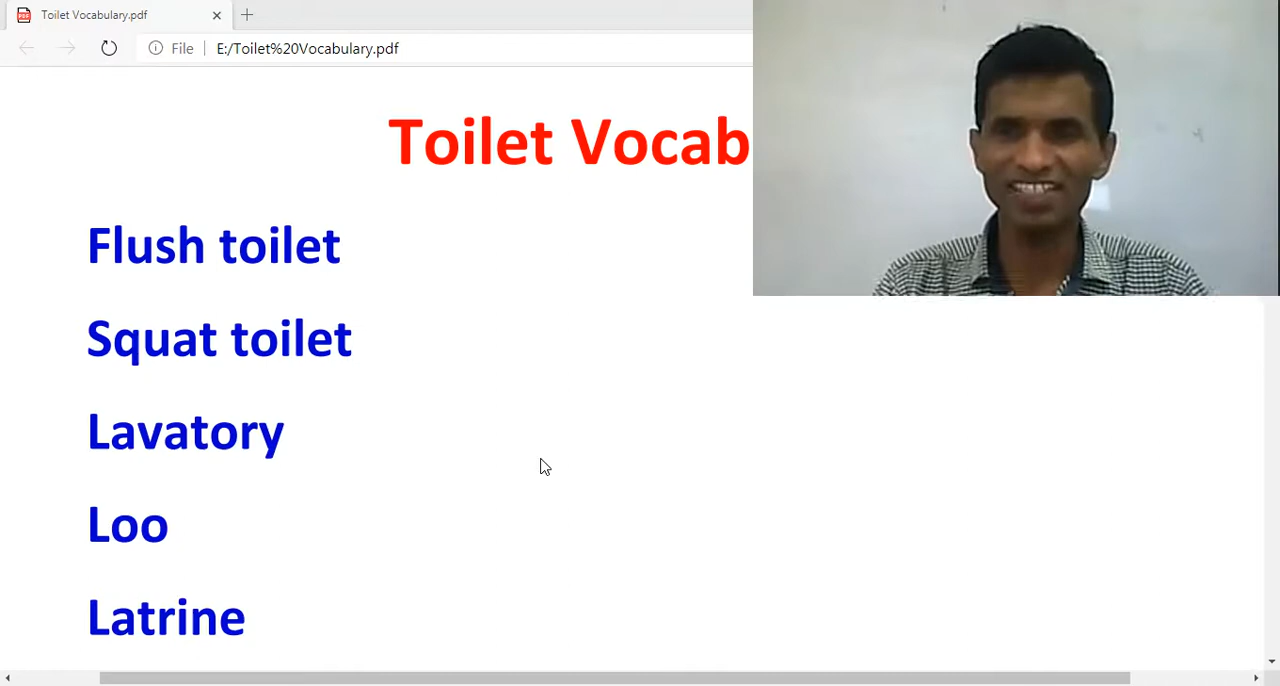 Toilet Vocabulary.pdf
File E:/Toilet%20Vocabulary.pdf
Toilet Vocab
Flush toilet
Squat toilet
Lavatory
Loo
Latrine